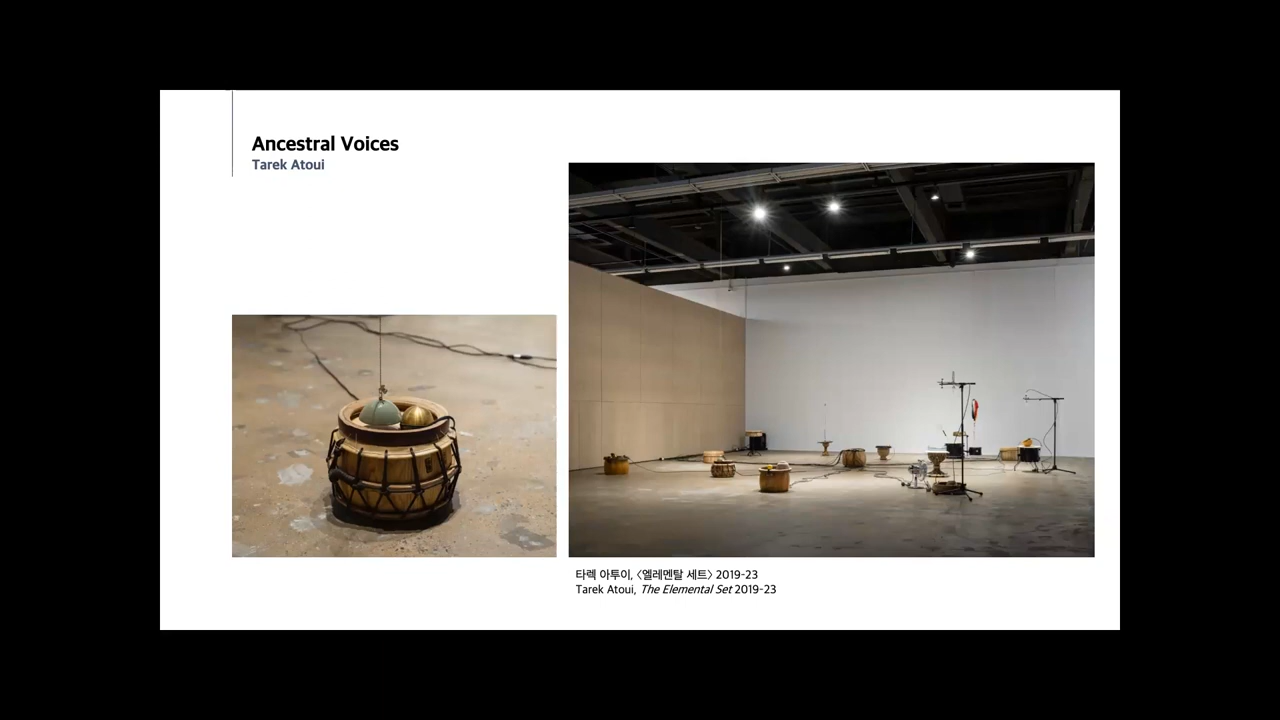 Ancestral Voices
Tarek Atoui
타렉 아투이, 〈엘레멘탈 세트〉 2019-23
Tarek Atoui, The Elemental Set 2019-23